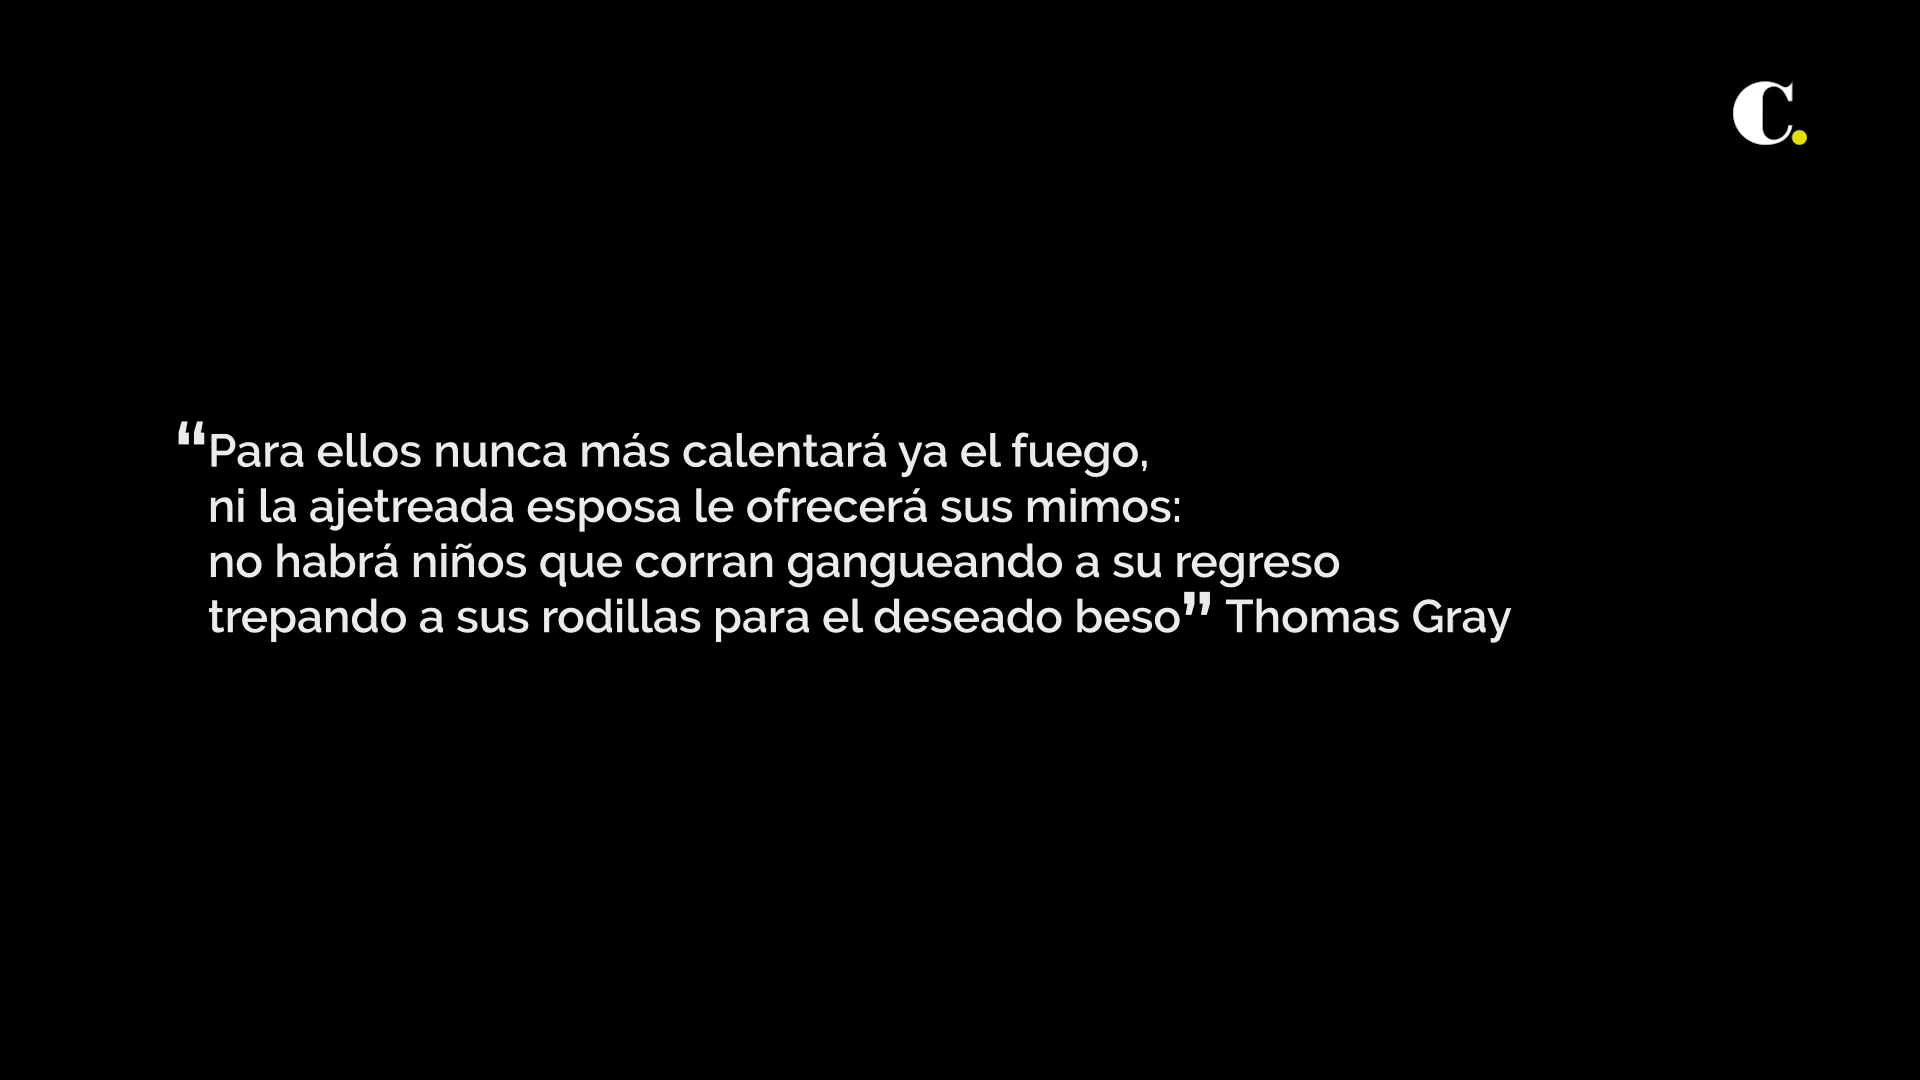 C.
“Para ellos nunca más calentará ya el fuego,
ni la ajetreada esposa le ofrecerá sus mimos:
no habrá niños que corran gangueando a su regreso
trepando a sus rodillas para el deseado beso” Thomas Gray